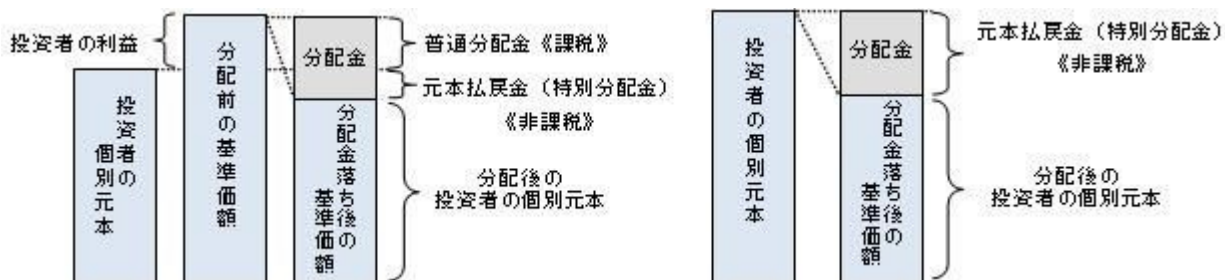 投資者の利益
投資者の
個別元本
分配前の基準価額
分配金
分配金落ち後の
基準価額
普通分配金《課税》
元本払戻金（特別分配金）
《非課税》
分配後の
投資者の個別元本
投資者の個別元本
分配金
分配金落ち後の
基準価額
元本払戻金（特別分配金）
《非課税》
分配後の
投資者の個別元本